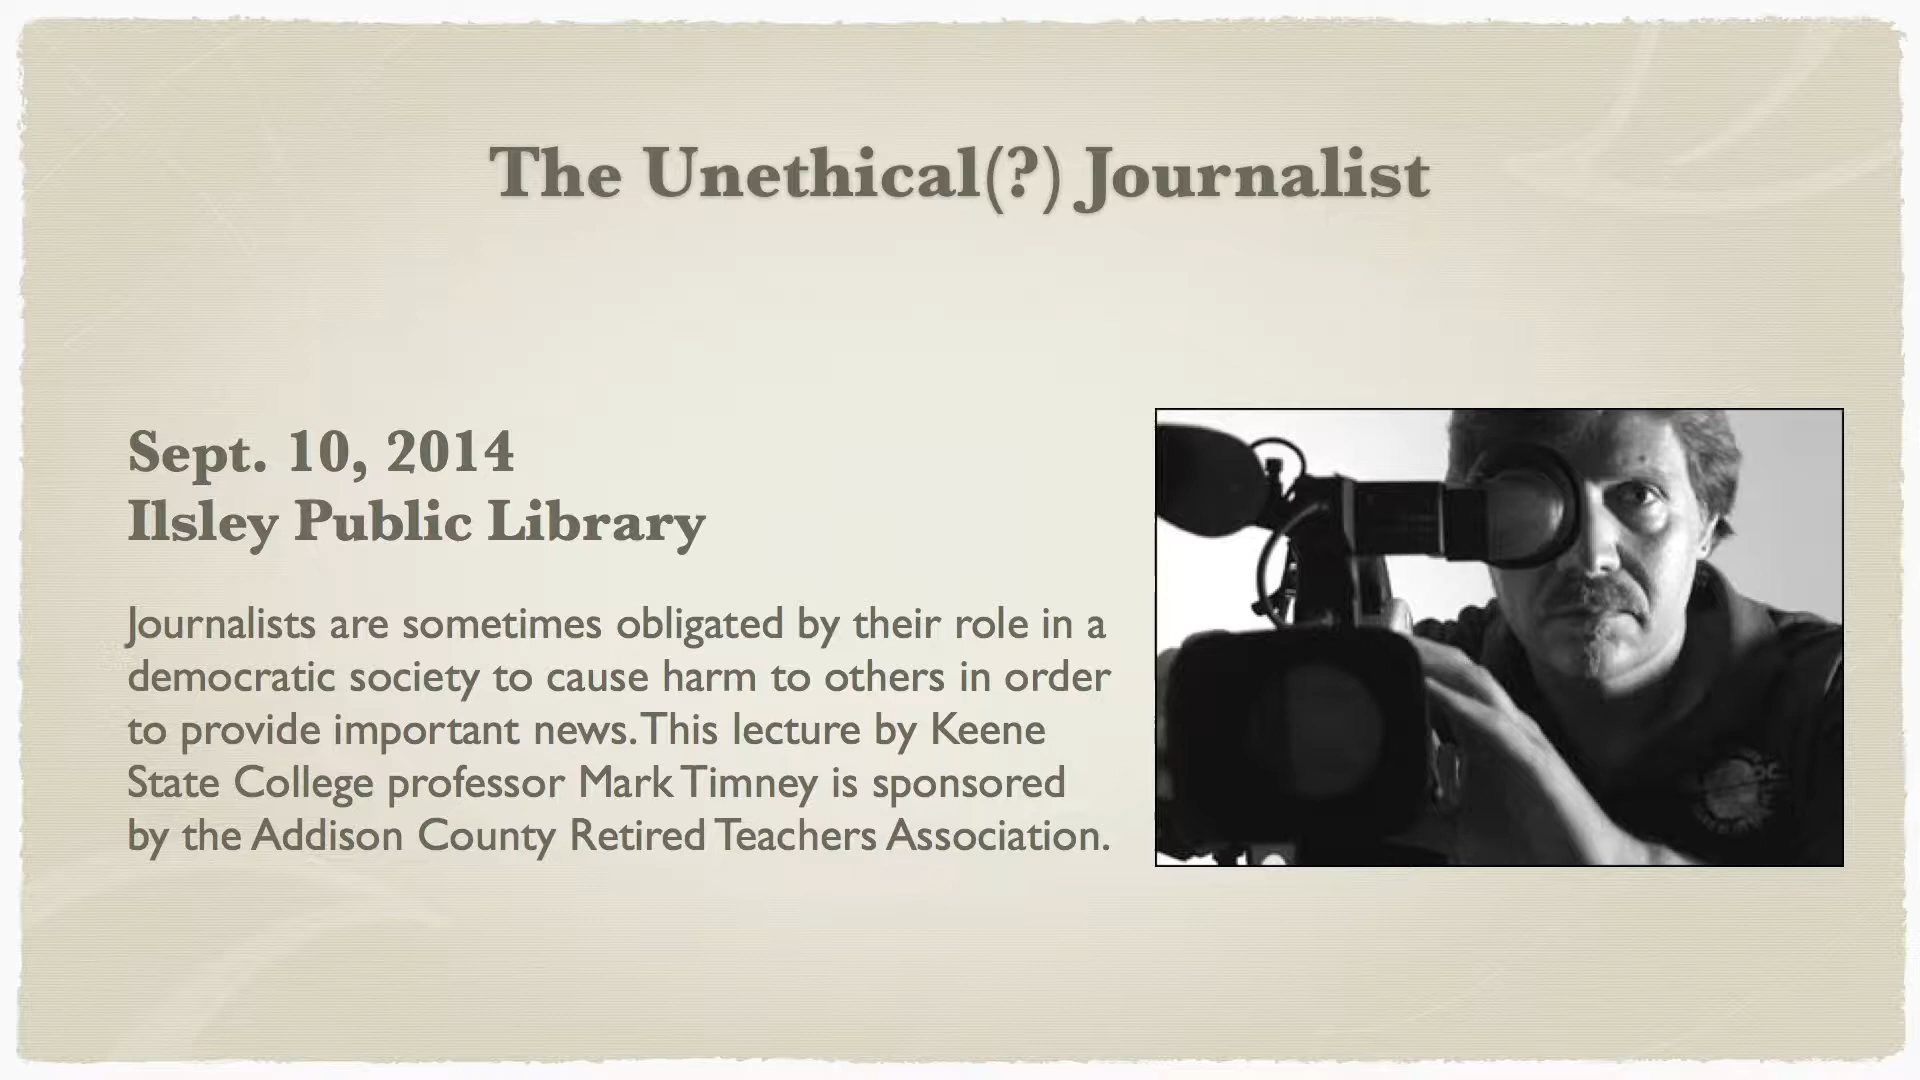 The Unethical(?) Journalist
Sept. 10, 2014
Ilsley Public Library
Journalists are sometimes obligated by their role in a
democratic society to cause harm to others in order
to provide important news. This lecture by Keene
State College professor Mark Timney is sponsored
by the Addison County Retired Teachers Association.